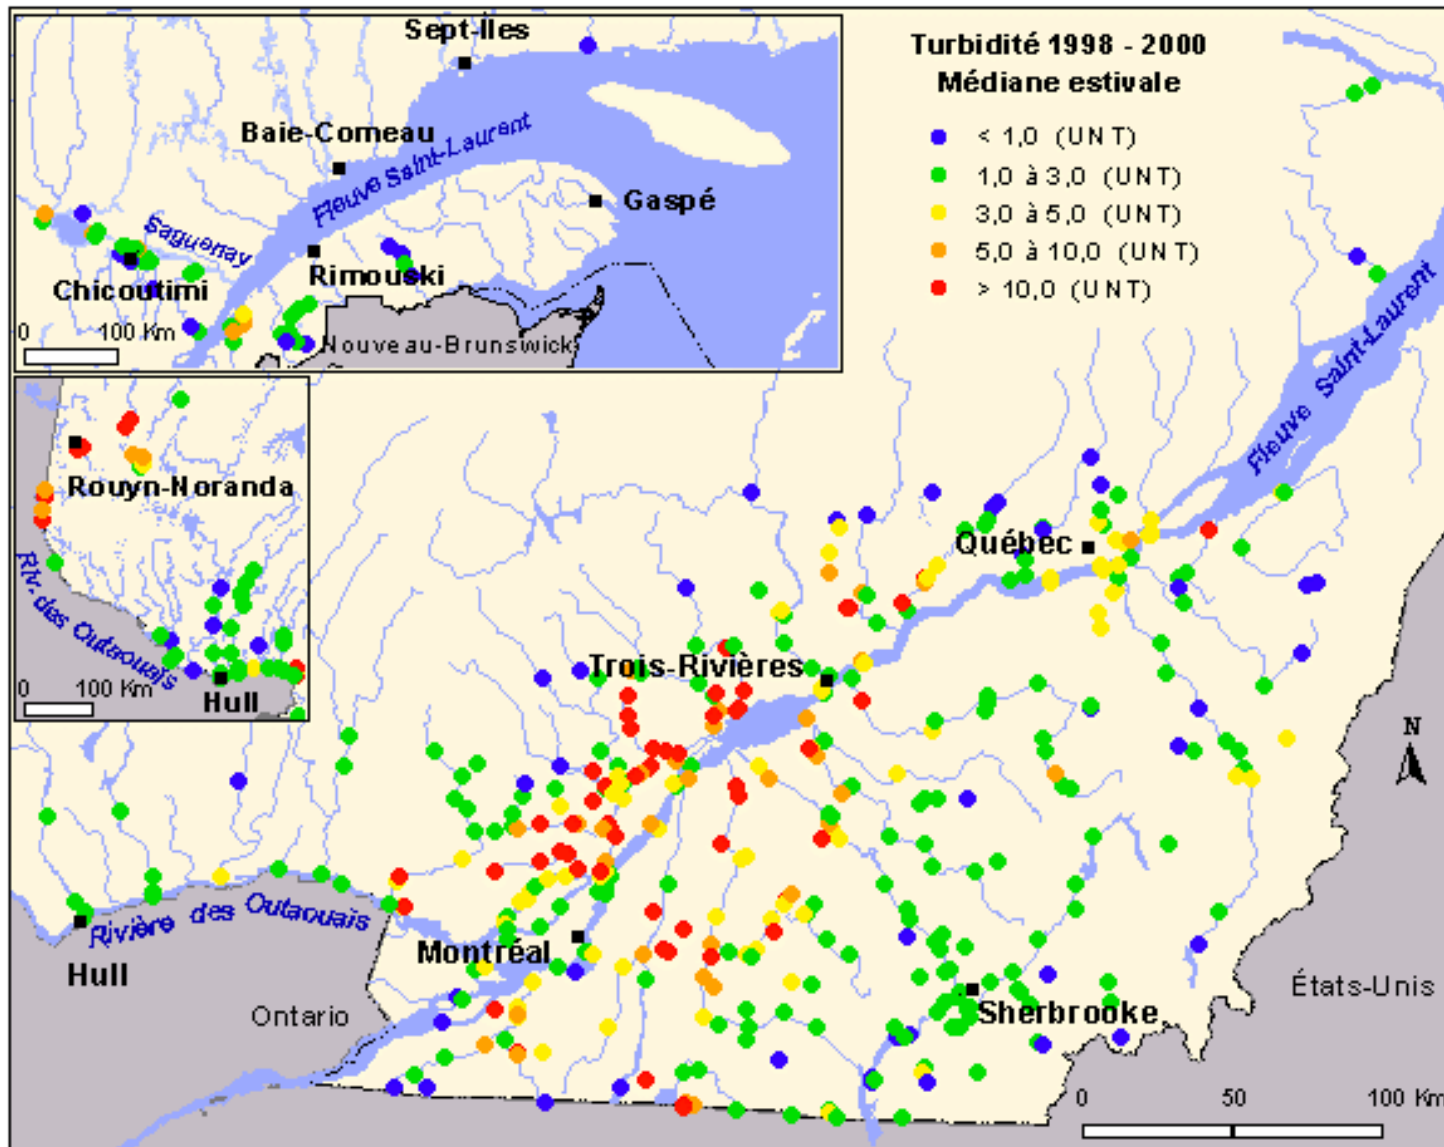 Sept-Iles
Baie-Comeau
Fleuve Saint-Laurent
Gaspé
Saguenay
Rimouski
Chicoutimi
0 100 Km
Nouveau-Brunswick
Turbidité 1998 - 2000
Médiane estivale
< 1,0 (UNT)
1,0 à 3,0 (UNT)
3,0 à 5,0 (UNT)
5,0 à 10,0 (UNT)
> 10,0 (UNT)
Rouyn-Noranda
Riv. des Outaouais
0 100 Km
Hull
Fleuve Saint-Laurent
Québec
Trois-Rivières
N
Rivière des Outaouais
Hull
Montréal
Ontario
Sherbrooke
États-Unis
0 50 100 Km